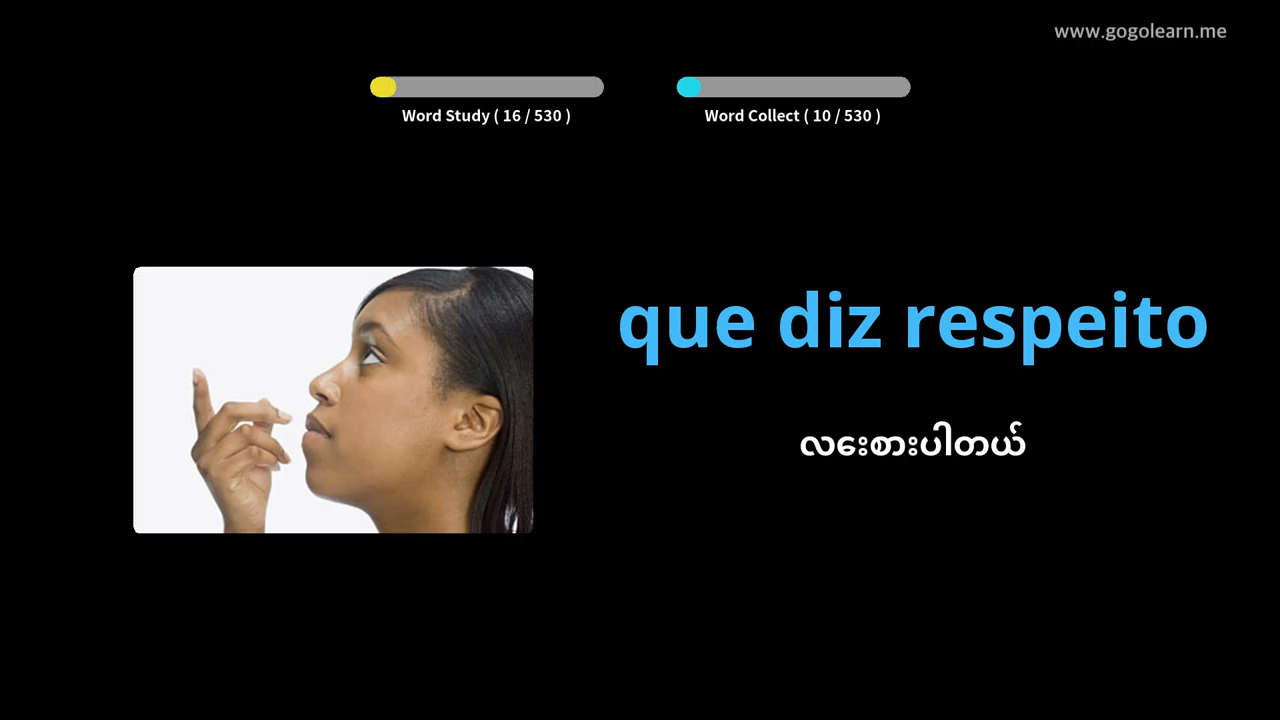 www.gogolearn.me
Word Study ( 16 / 530 )
Word Collect ( 10 / 530 )
que diz respeito
လေးစားပါတယ်